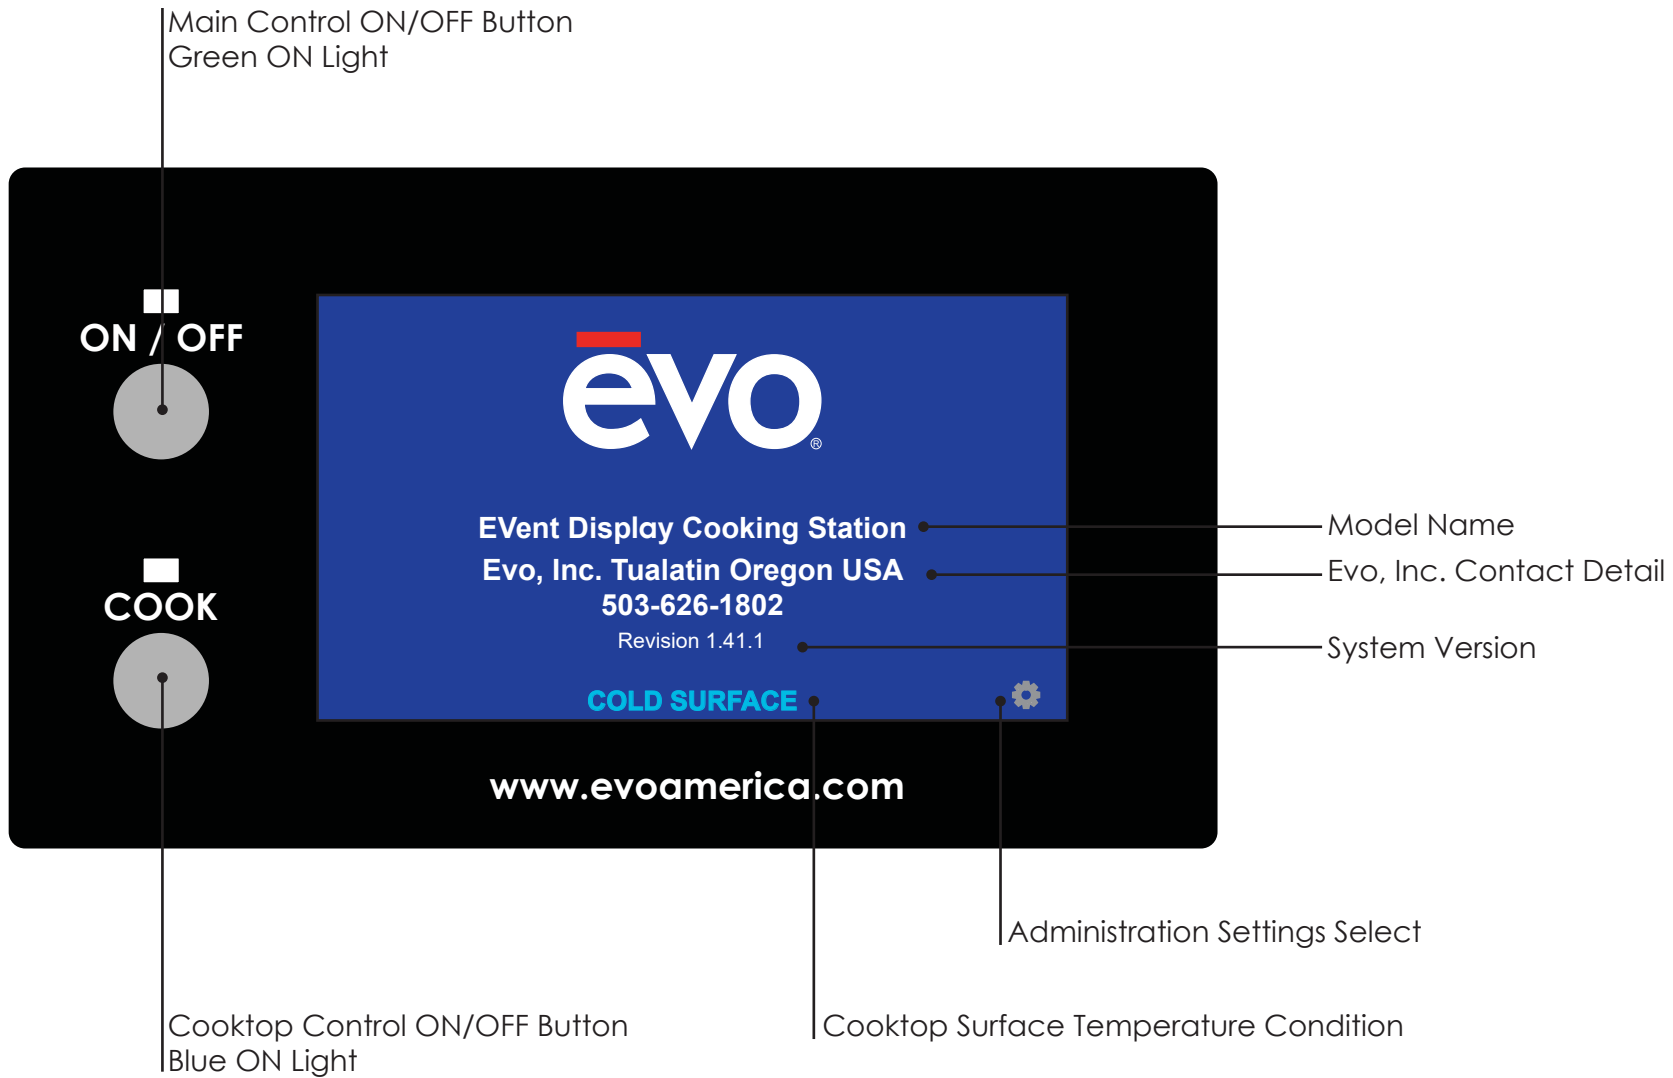 Main Control ON/OFF Button
Green ON Light
ON / OFF
COOK
ēvo®
EVent Display Cooking Station
Evo, Inc. Tualatin Oregon USA
503-626-1802
Revision 1.41.1
COLD SURFACE
www.evoamerica.com
Model Name
Evo, Inc. Contact Detail
System Version
Administration Settings Select
Cooktop Surface Temperature Condition
Cooktop Control ON/OFF Button
Blue ON Light